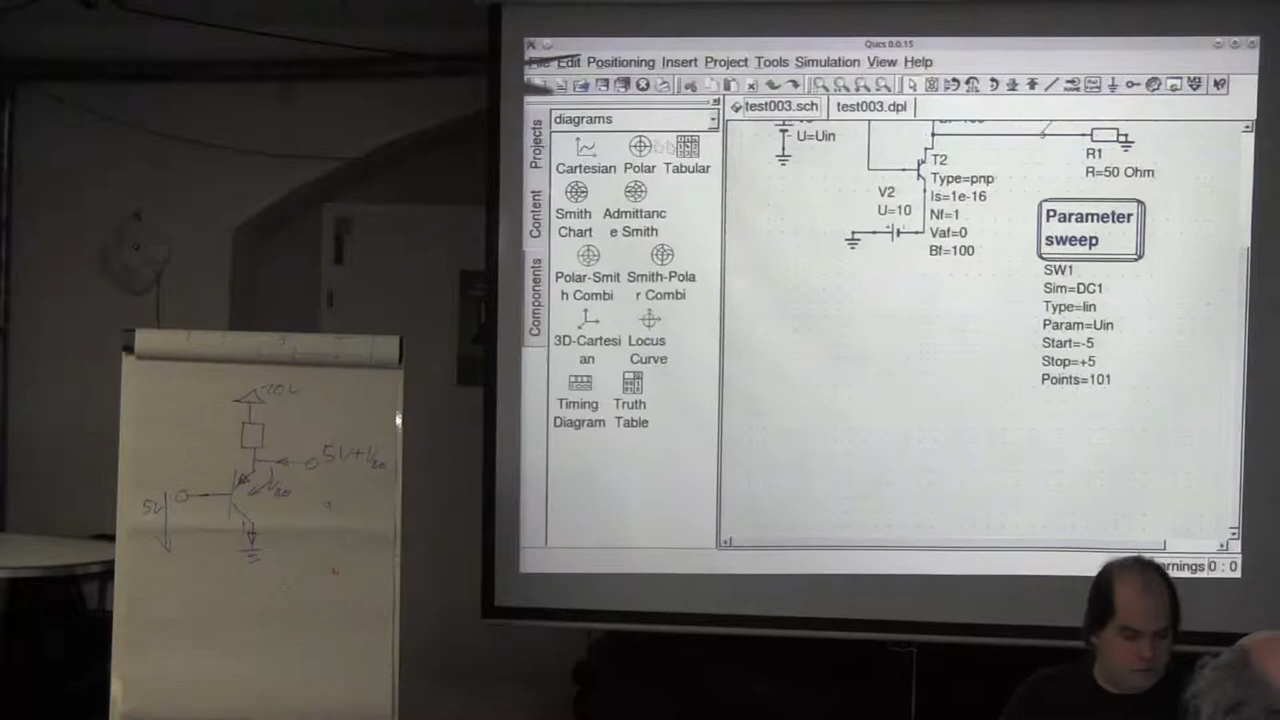 Qucs 0.0.15
File Edit Positioning Insert Project Tools Simulation View Help
test003.sch test003.dpl
Projects
Content
Components
diagrams
Cartesian Polar Tabular
Smith Admittanc
Chart e Smith
Polar-Smit Smith-Pola
h Combi r Combi
3D-Cartesi Locus
an Curve
Timing Truth
Diagram Table
U=Uin
T2
Type=pnp
Is=1e-16
Nf=1
Vaf=0
Bf=100
V2
U=10
R1
R=50 Ohm
Parameter
sweep
SW1
Sim=DC1
Type=lin
Param=Uin
Start=-5
Stop=+5
Points=101
arnings 0 : 0
10V
5V